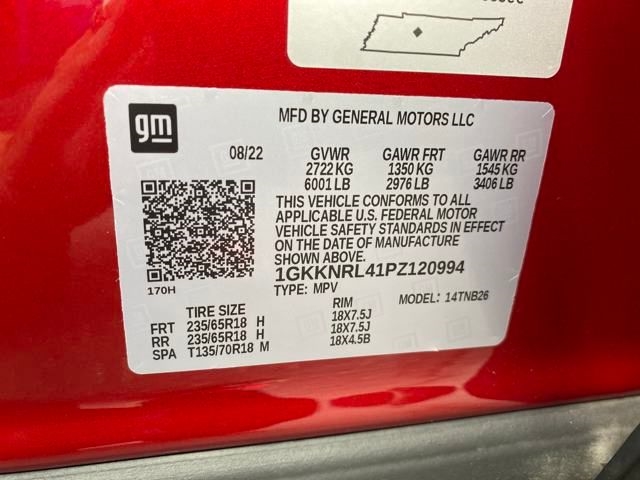 gm
MFD BY GENERAL MOTORS LLC
08/22
GVWR GAWR FRT GAWR RR
2722 KG 1350 KG 1545 KG
6001 LB 2976 LB 3406 LB
THIS VEHICLE CONFORMS TO ALL
APPLICABLE U.S. FEDERAL MOTOR
VEHICLE SAFETY STANDARDS IN EFFECT
ON THE DATE OF MANUFACTURE
SHOWN ABOVE.
1GKKNRL41PZ120994
170H
TYPE: MPV MODEL: 14TNB26
TIRE SIZE RIM
FRT 235/65R18 H 18X7.5J
RR 235/65R18 H 18X7.5J
SPA T135/70R18 M 18X4.5B